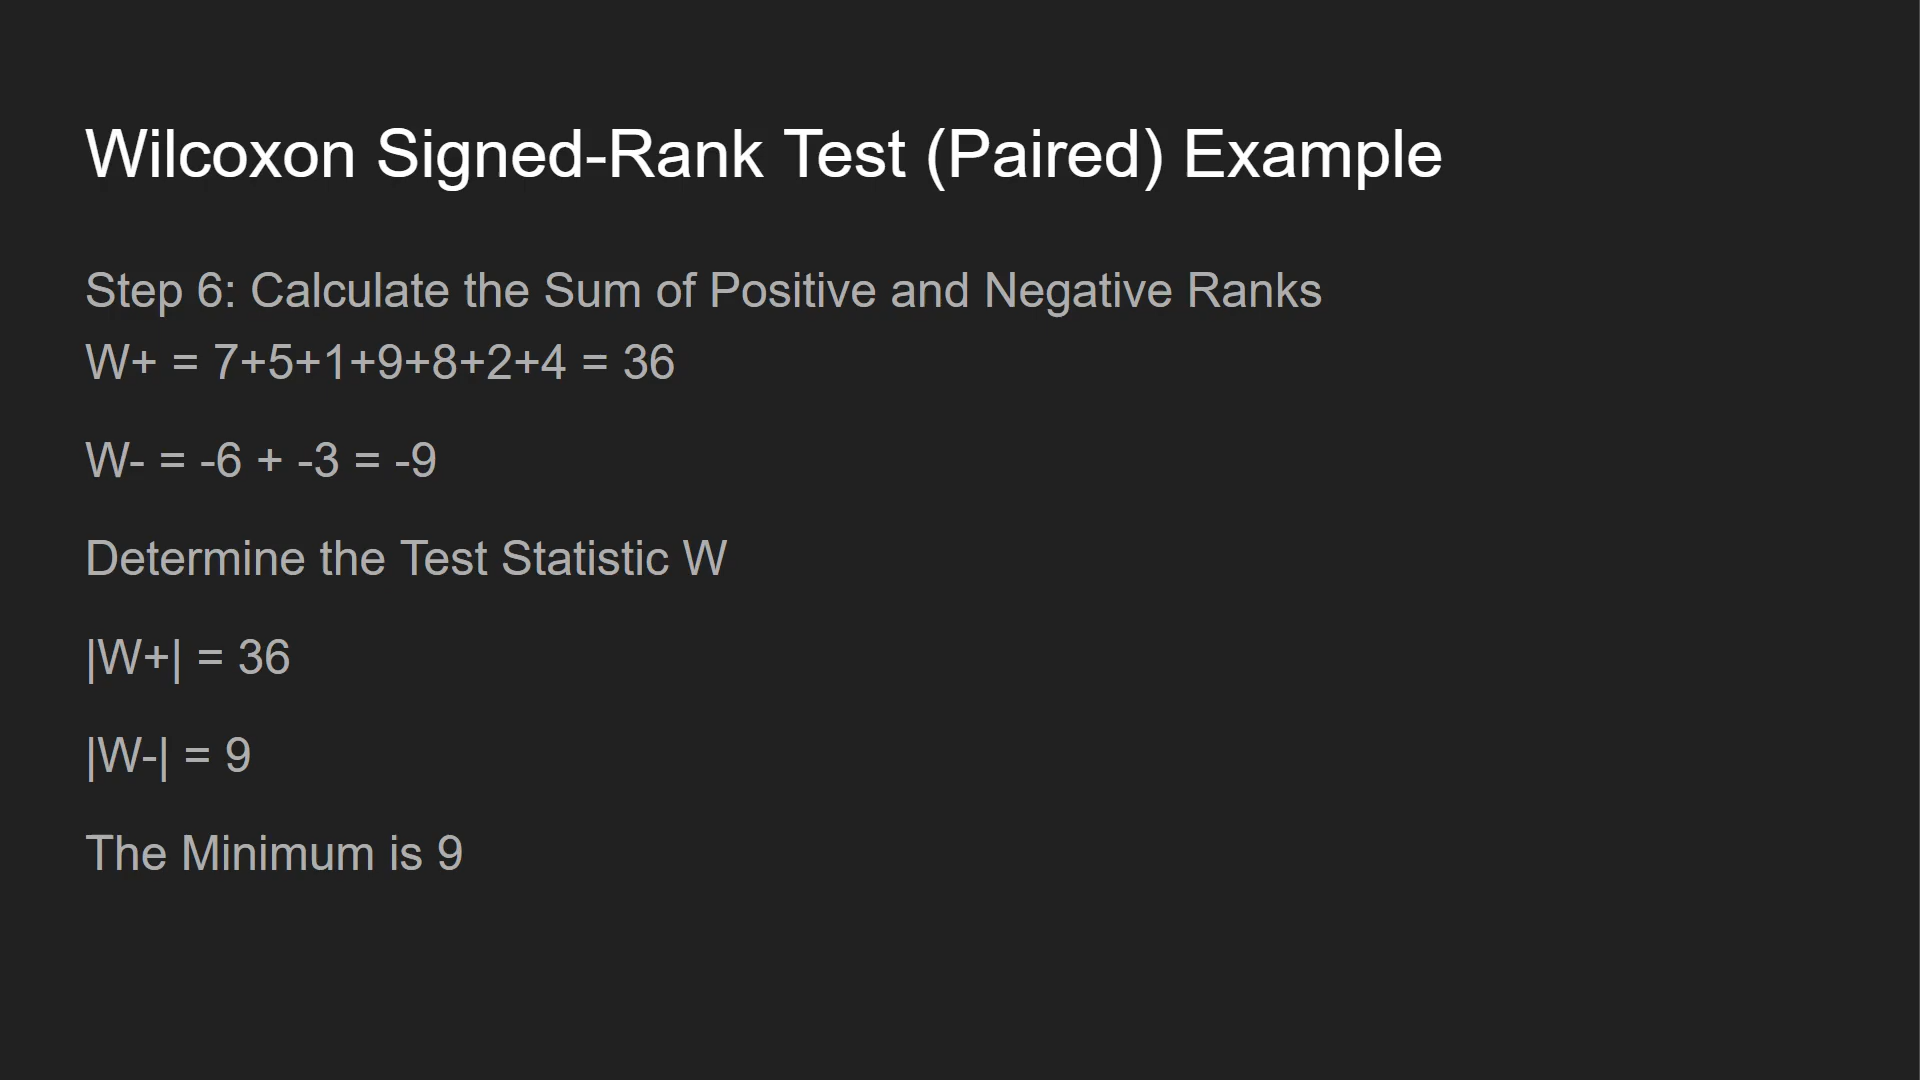 Wilcoxon Signed-Rank Test (Paired) Example
Step 6: Calculate the Sum of Positive and Negative Ranks
W+ = 7+5+1+9+8+2+4 = 36
W- = -6 + -3 = -9
Determine the Test Statistic W
|W+| = 36
|W-| = 9
The Minimum is 9